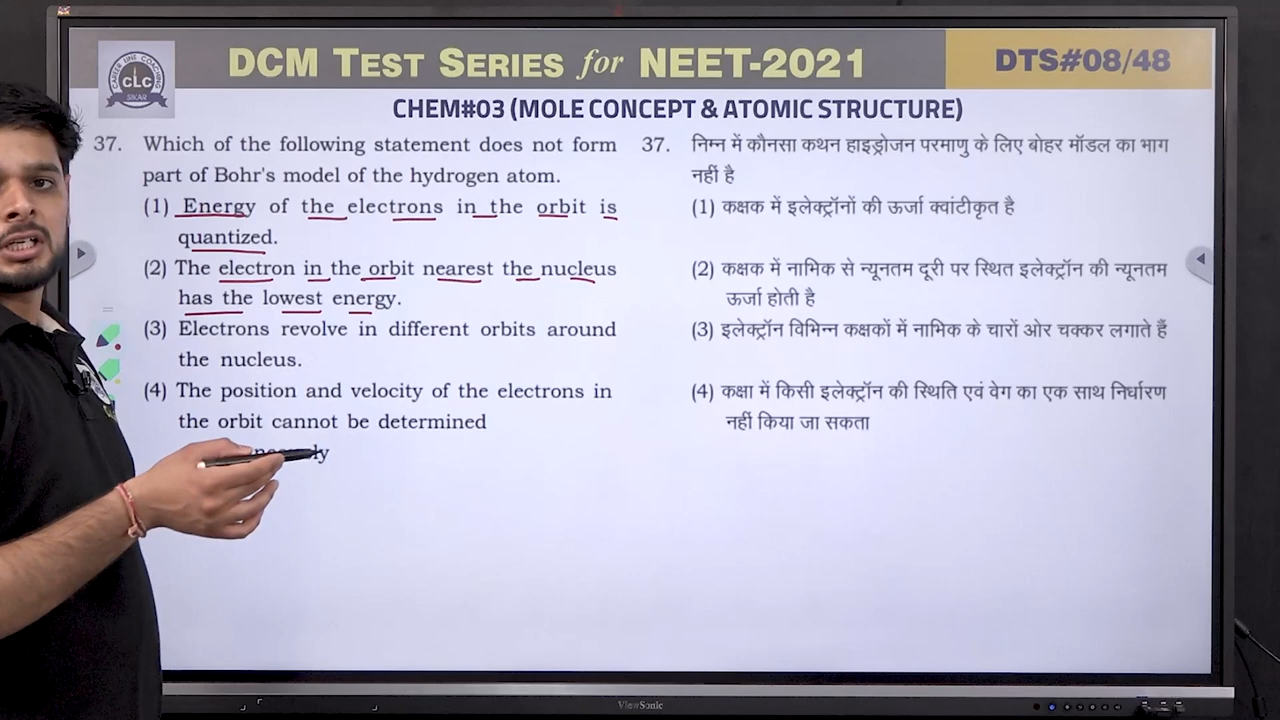 DCM TEST SERIES for NEET-2021
DTS#08/48
CAREER LINE COACHING
CLC
SIKAR
CHEM#03 (MOLE CONCEPT & ATOMIC STRUCTURE)
37. Which of the following statement does not form
part of Bohr's model of the hydrogen atom.
(1) Energy of the electrons in the orbit is
quantized.
(2) The electron in the orbit nearest the nucleus
has the lowest energy.
(3) Electrons revolve in different orbits around
the nucleus.
(4) The position and velocity of the electrons in
the orbit cannot be determined
37. निम्न में कौनसा कथन हाइड्रोजन परमाणु के लिए बोहर मॉडल का भाग
नहीं है
(1) कक्षक में इलेक्ट्रॉनों की ऊर्जा क्वांटीकृत है
(2) कक्षक में नाभिक से न्यूनतम दूरी पर स्थित इलेक्ट्रॉन की न्यूनतम
ऊर्जा होती है
(3) इलेक्ट्रॉन विभिन्न कक्षकों में नाभिक के चारों ओर चक्कर लगाते हैं
(4) कक्षा में किसी इलेक्ट्रॉन की स्थिति एवं वेग का एक साथ निर्धारण
नहीं किया जा सकता
ViewSonic